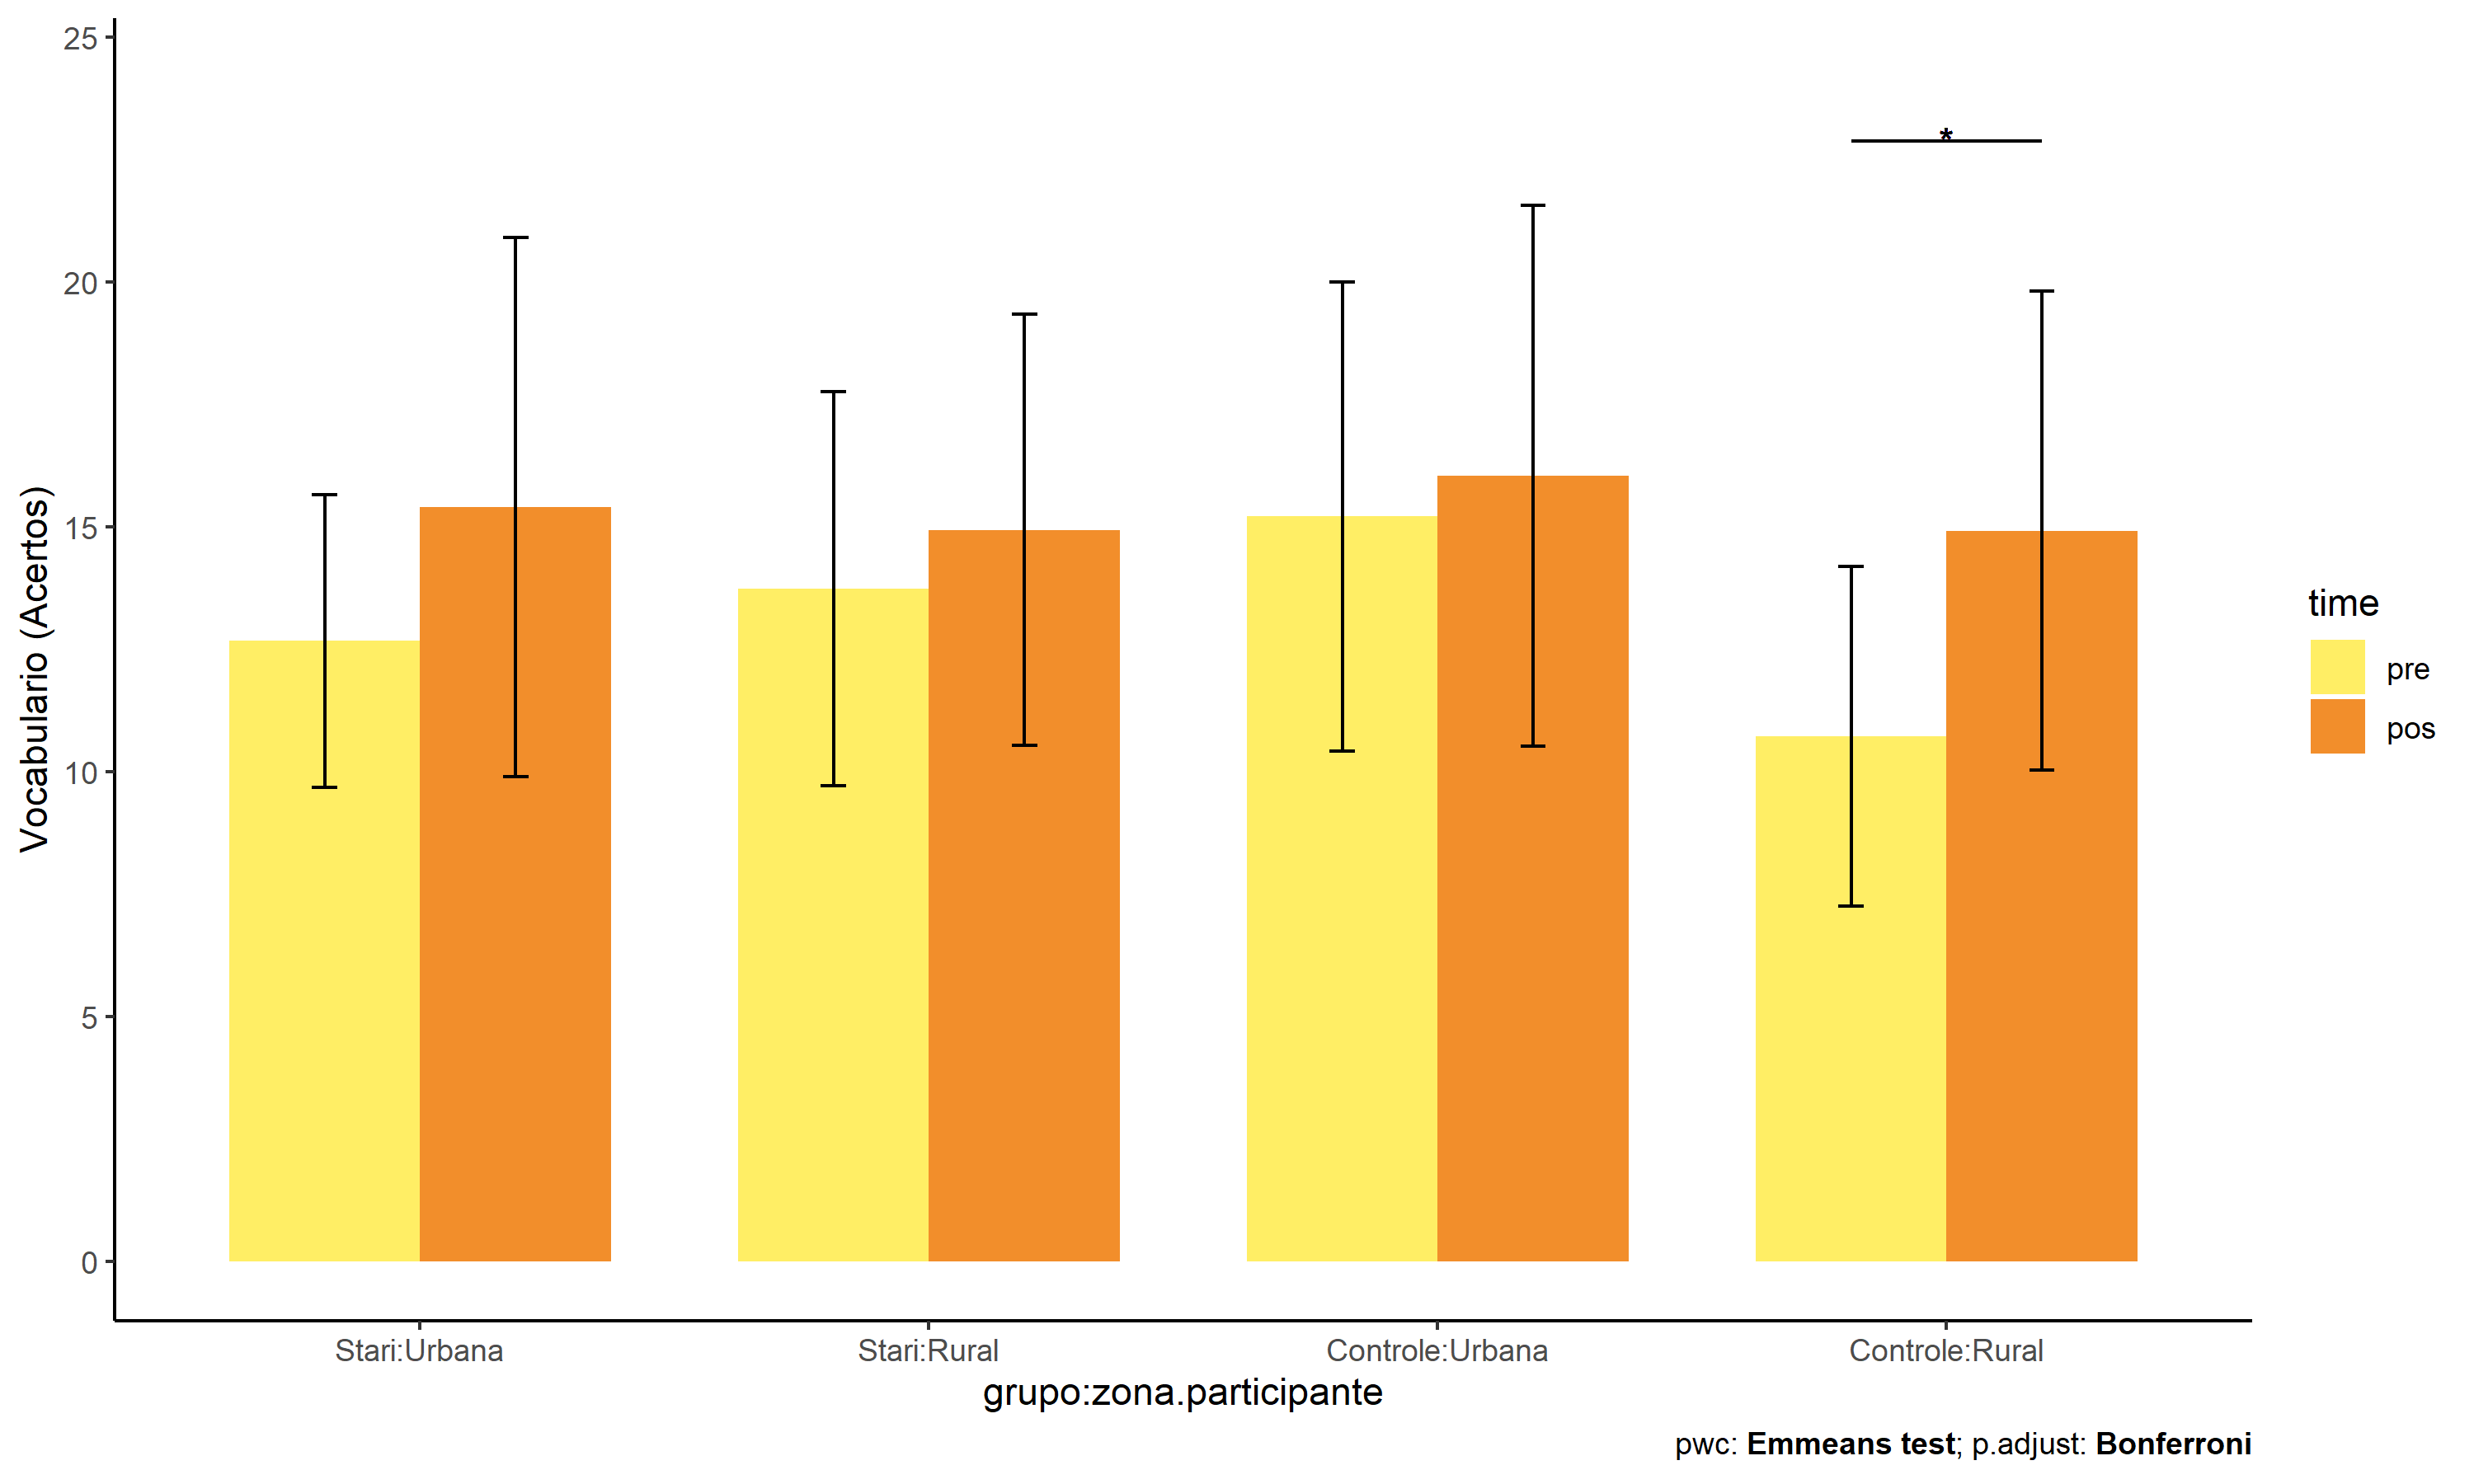 25
20
15
10
5
0
Vocabulario (Acertos)
*
Stari:Urbana
Stari:Rural
Controle:Urbana
Controle:Rural
grupo:zona.participante
time
pre
pos
pwc: Emmeans test; p.adjust: Bonferroni